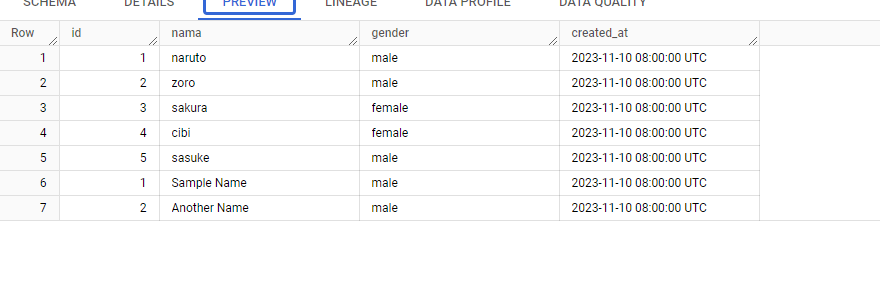 SCHEMA DETAILS PREVIEW LINEAGE DATA PROFILE DATA QUALITY
Row id nama gender created_at
1 1 naruto male 2023-11-10 08:00:00 UTC
2 2 zoro male 2023-11-10 08:00:00 UTC
3 3 sakura female 2023-11-10 08:00:00 UTC
4 4 cibi female 2023-11-10 08:00:00 UTC
5 5 sasuke male 2023-11-10 08:00:00 UTC
6 1 Sample Name male 2023-11-10 08:00:00 UTC
7 2 Another Name male 2023-11-10 08:00:00 UTC